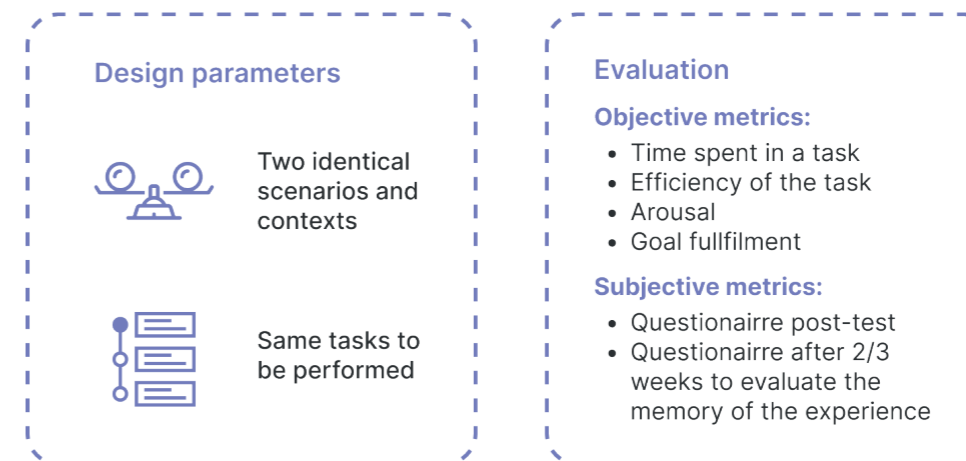 Design parameters
Two identical
scenarios and
contexts
Same tasks to
be performed
Evaluation
Objective metrics:
• Time spent in a task
• Efficiency of the task
• Arousal
• Goal fullfilment
Subjective metrics:
• Questionairre post-test
• Questionairre after 2/3
weeks to evaluate the
memory of the experience